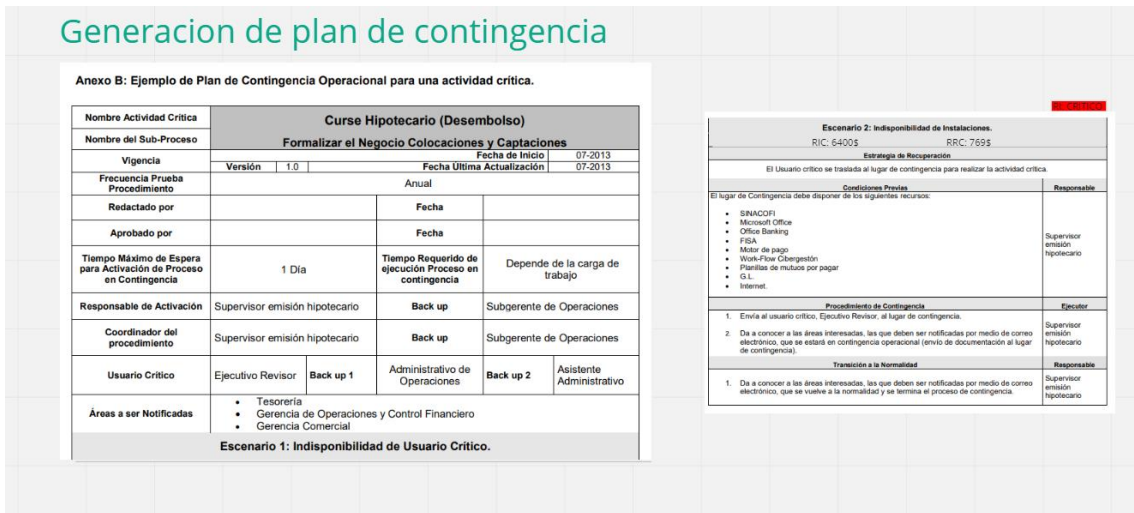 Generacion de plan de contingencia
Anexo B: Ejemplo de Plan de Contingencia Operacional para una actividad crítica.
Nombre Actividad Crítica
Curse Hipotecario (Desembolso)
Nombre del Sub-Proceso
Formalizar el Negocio Colocaciones y Captaciones
Vigencia
Fecha de Inicio 07-2013
Versión 1.0 Fecha Última Actualización 07-2013
Frecuencia Prueba
Procedimiento
Anual
Redactado por
Fecha
Aprobado por
Fecha
Tiempo Máximo de Espera
para Activación de Proceso
en Contingencia
1 Día
Tiempo Requerido de
ejecución Proceso en
contingencia
Depende de la carga de
trabajo
Responsable de Activación
Supervisor emisión hipotecario
Back up
Subgerente de Operaciones
Coordinador del
procedimiento
Supervisor emisión hipotecario
Back up
Subgerente de Operaciones
Usuario Crítico
Ejecutivo Revisor
Back up 1
Administrativo de
Operaciones
Back up 2
Asistente
Administrativo
Áreas a ser Notificadas
• Tesorería
• Gerencia de Operaciones y Control Financiero
• Gerencia Comercial
Escenario 1: Indisponibilidad de Usuario Crítico.
RI: CRITICO
Escenario 2: Indisponibilidad de Instalaciones.
RIC: 6400$ RRC: 769$
Estrategia de Recuperación
El Usuario crítico se traslada al lugar de contingencia para realizar la actividad crítica.
Condiciones Previas
Responsable
El lugar de Contingencia debe disponer de los siguientes recursos:
• SINACOFI
• Microsoft Office
• Office Banking
• FISA
• Motor de pago
• Work-Flow Cibergestón
• Planillas de mutuos por pagar
• G.L.
• Internet.
Supervisor
emisión
hipotecario
Procedimiento de Contingencia
Ejecutor
1. Envía al usuario crítico, Ejecutivo Revisor, al lugar de contingencia.
2. Da a conocer a las áreas interesadas, las que deben ser notificadas por medio de correo
electrónico, que se estará en contingencia operacional (envío de documentación al lugar
de contingencia).
Supervisor
emisión
hipotecario
Transición a la Normalidad
Responsable
1. Da a conocer a las áreas interesadas, las que deben ser notificadas por medio de correo
electrónico, que se vuelve a la normalidad y se termina el proceso de contingencia.
Supervisor
emisión
hipotecario